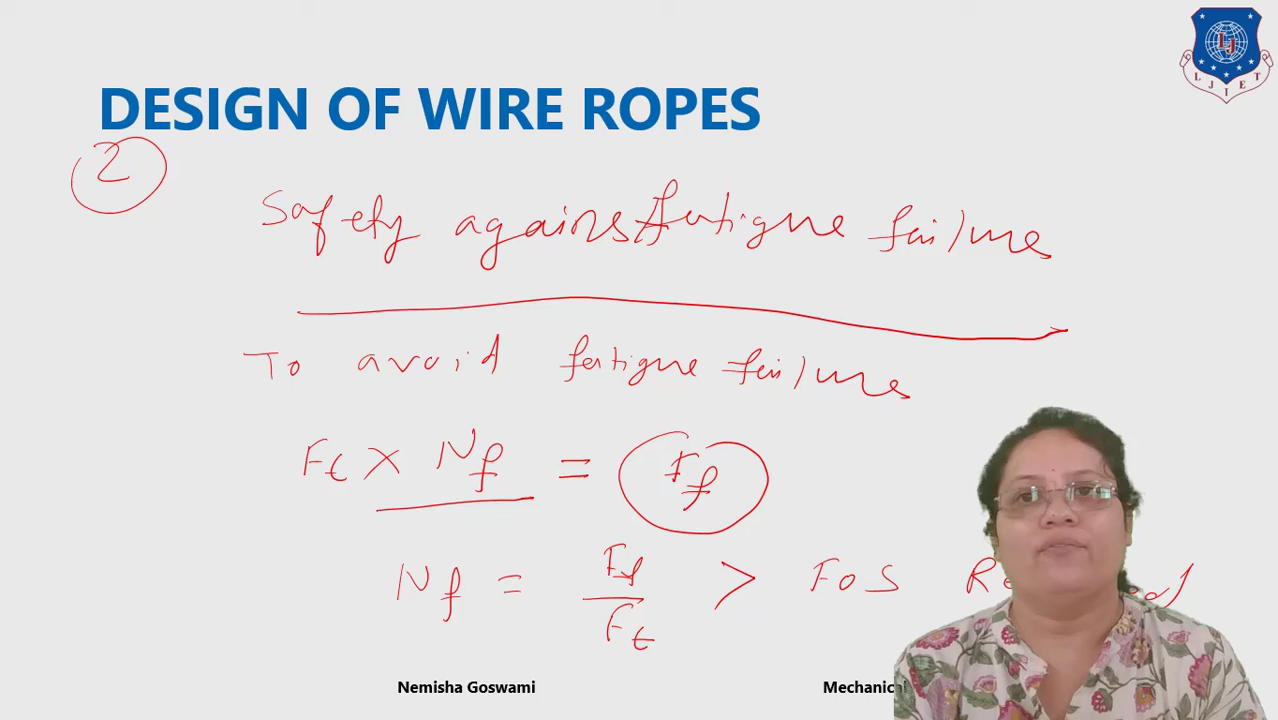 LJ
LJIET
DESIGN OF WIRE ROPES
2
Safety against fatigue failure
To avoid fatigue failure
Ft × Nf = Ff
Nf = Ff / Ft > FOS
Nemisha Goswami Mechanic